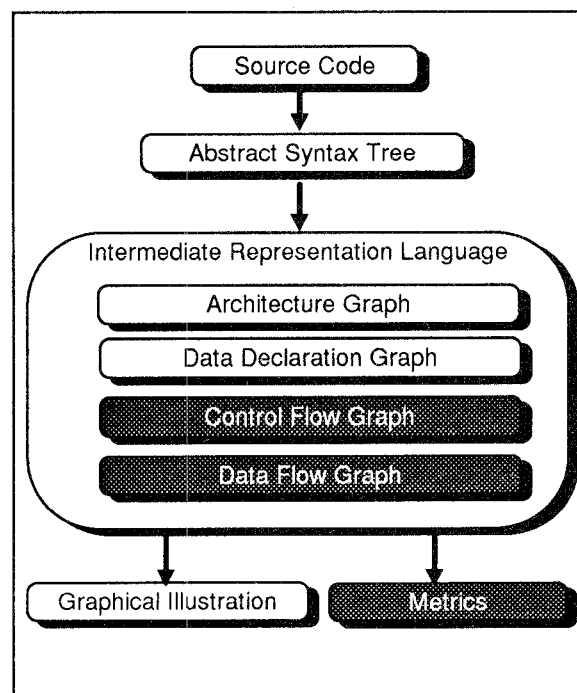 Source Code
Abstract Syntax Tree
Intermediate Representation Language
Architecture Graph
Data Declaration Graph
Control Flow Graph
Data Flow Graph
Graphical Illustration
Metrics